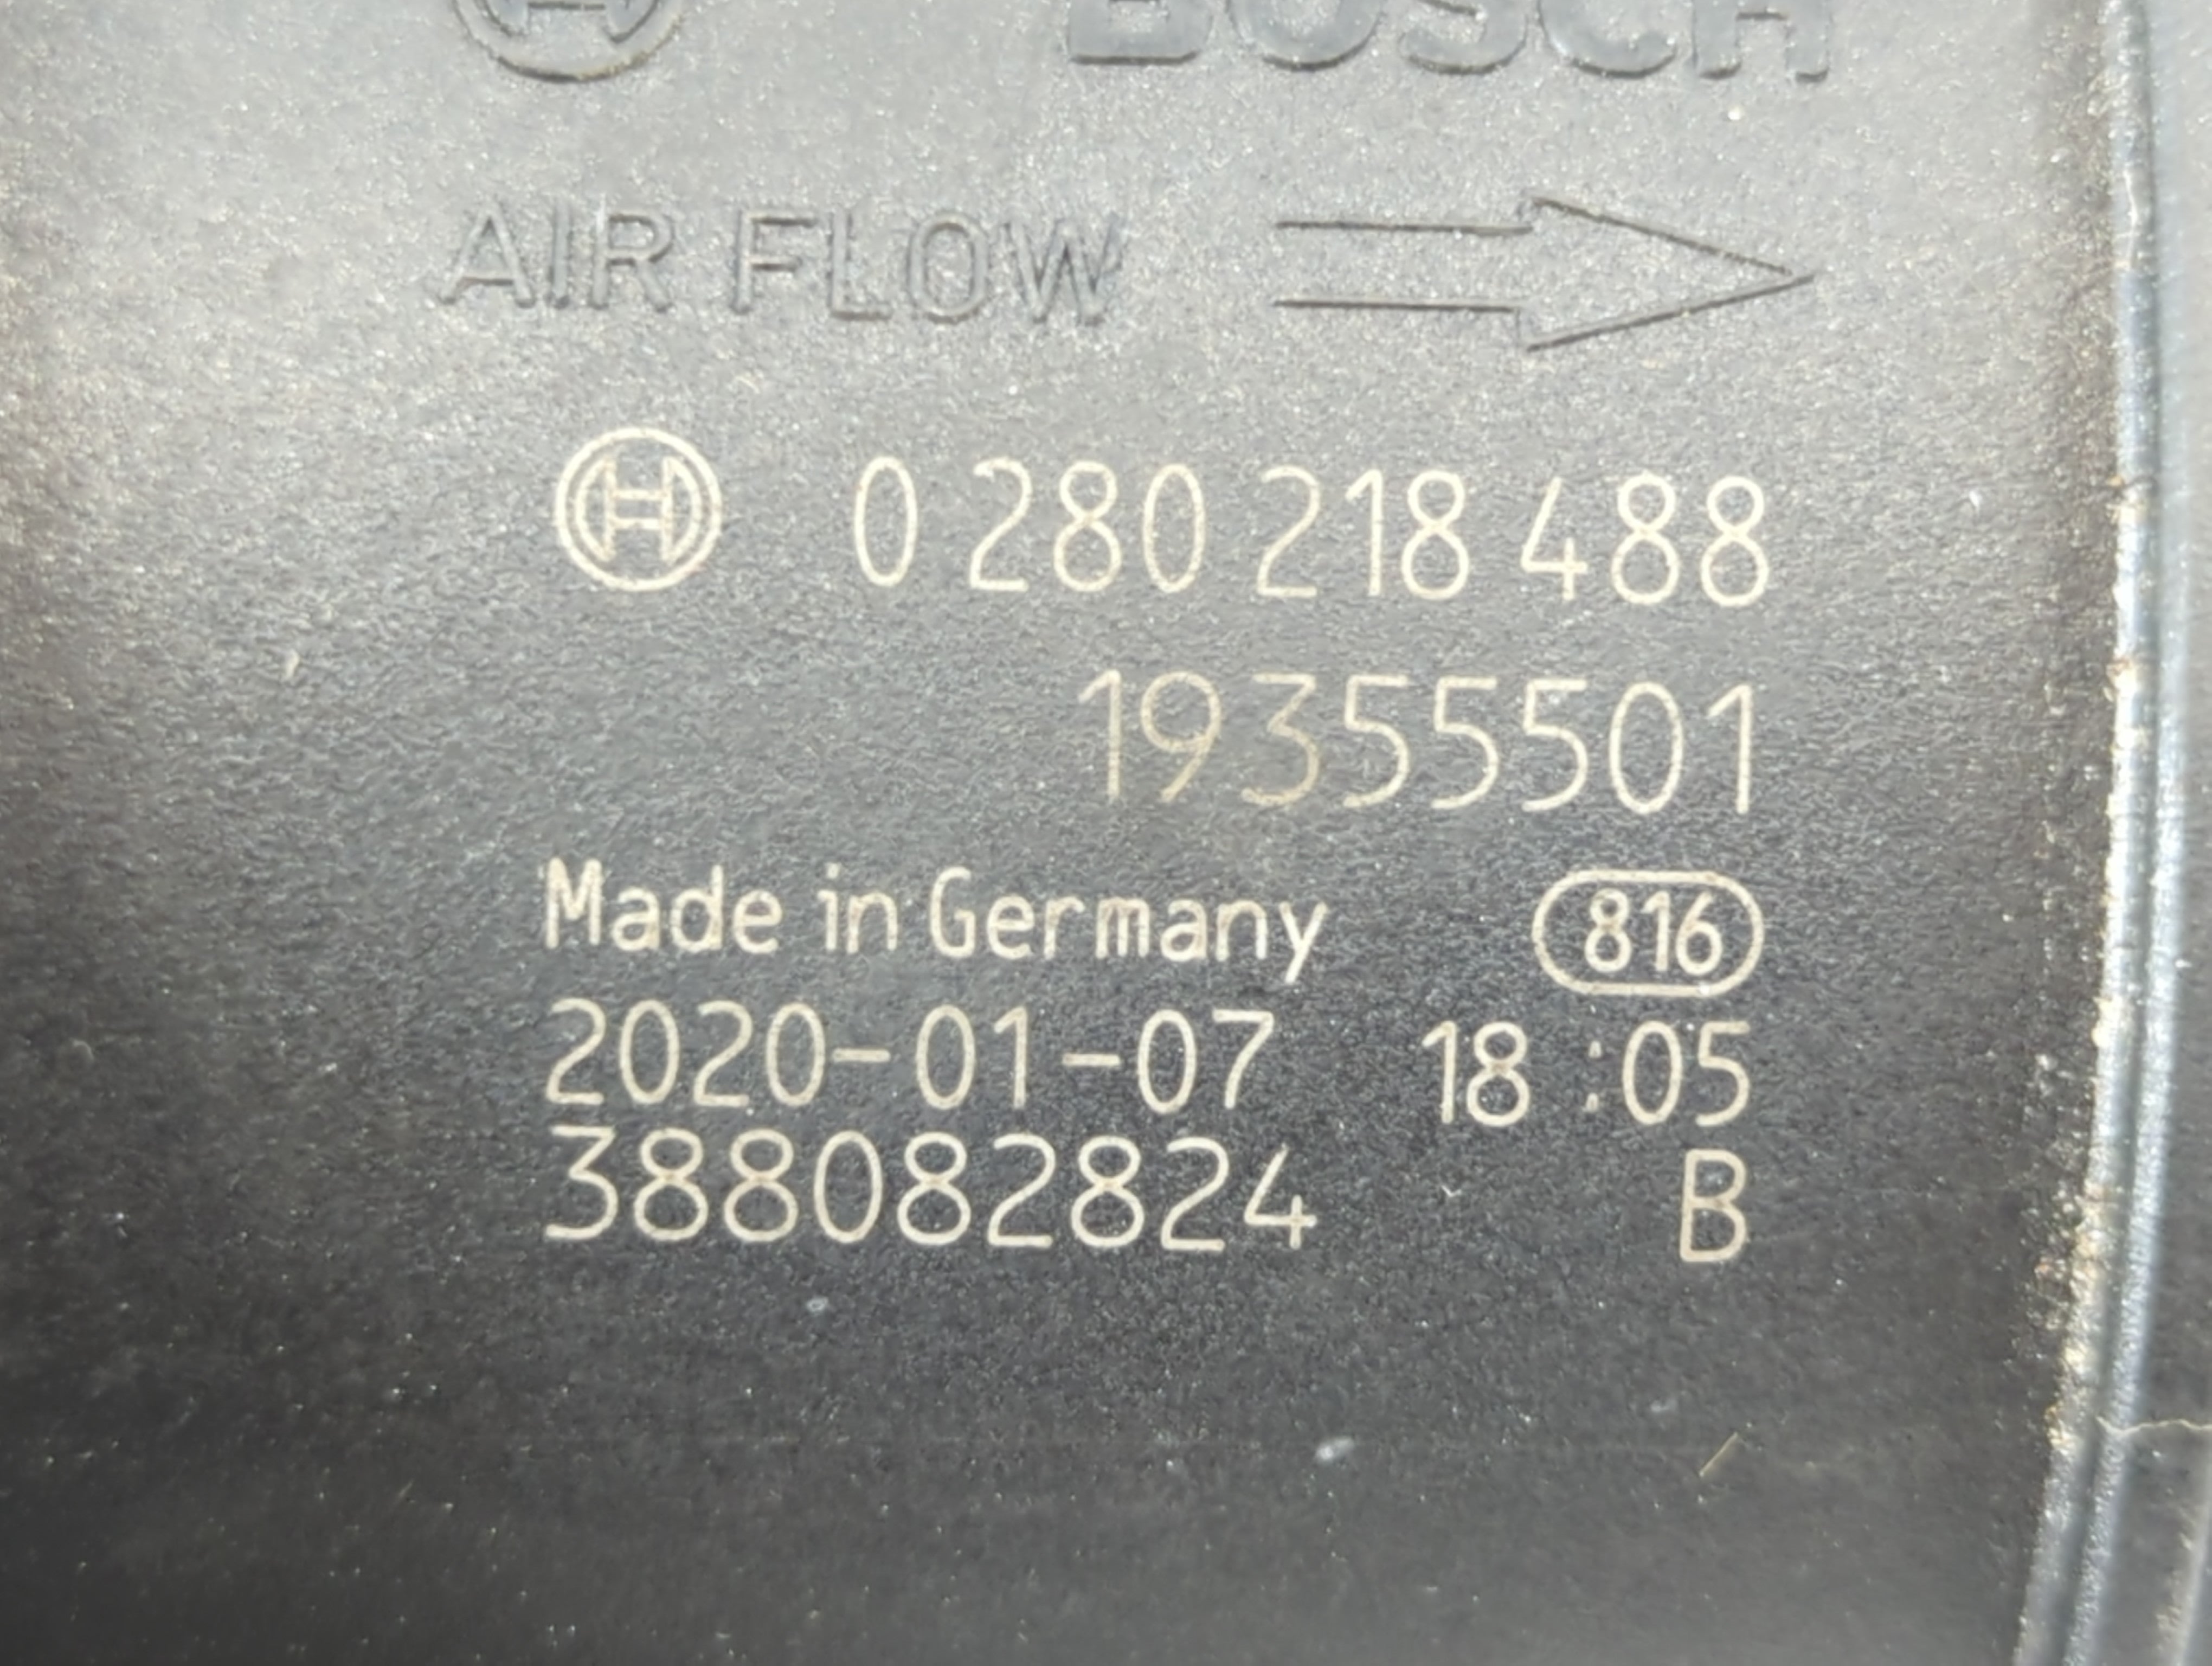 BOSCH
AIR FLOW
0 280 218 488
19355501
Made in Germany 816
2020-01-07 18:05
388082824 B